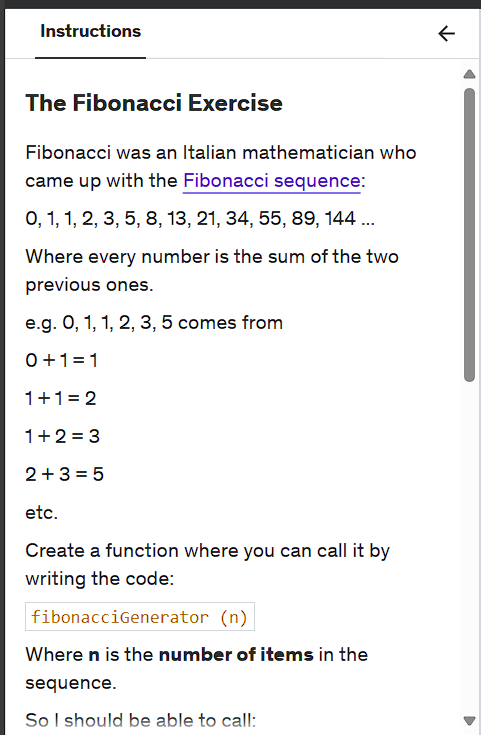 Instructions
The Fibonacci Exercise
Fibonacci was an Italian mathematician who
came up with the Fibonacci sequence:
0, 1, 1, 2, 3, 5, 8, 13, 21, 34, 55, 89, 144 ...
Where every number is the sum of the two
previous ones.
e.g. 0, 1, 1, 2, 3, 5 comes from
0 + 1 = 1
1 + 1 = 2
1 + 2 = 3
2 + 3 = 5
etc.
Create a function where you can call it by
writing the code:
fibonacciGenerator (n)
Where n is the number of items in the
sequence.
So I should be able to call: